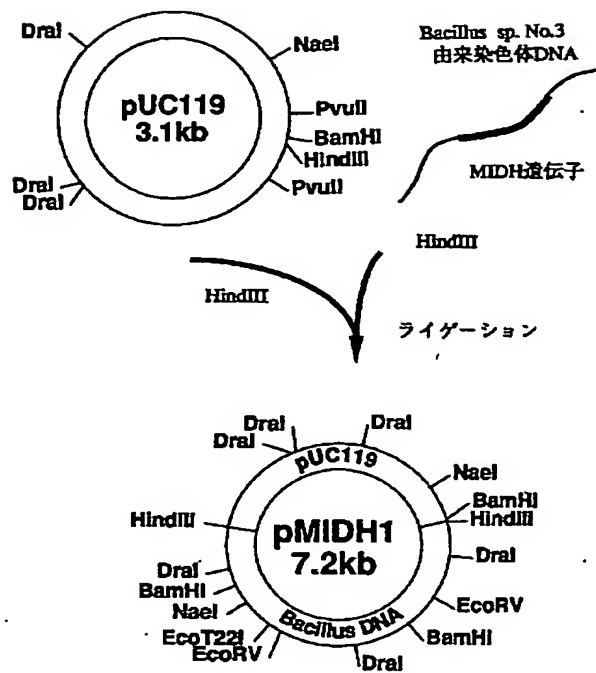 DraI
NaeI
pUC119
3.1kb
PvuII
BamHI
HindIII
PvuII
DraI
DraI
Bacillus sp. No.3
由来染色体DNA
MIDH遺伝子
HindIII
HindIII
ライゲーション
DraI
DraI
DraI
pUC119
NaeI
BamHI
HindIII
HindIII
pMIDH1
7.2kb
DraI
DraI
BamHI
NaeI
EcoRV
Bacillus DNA
EcoT22I
EcoRV
BamHI
DraI